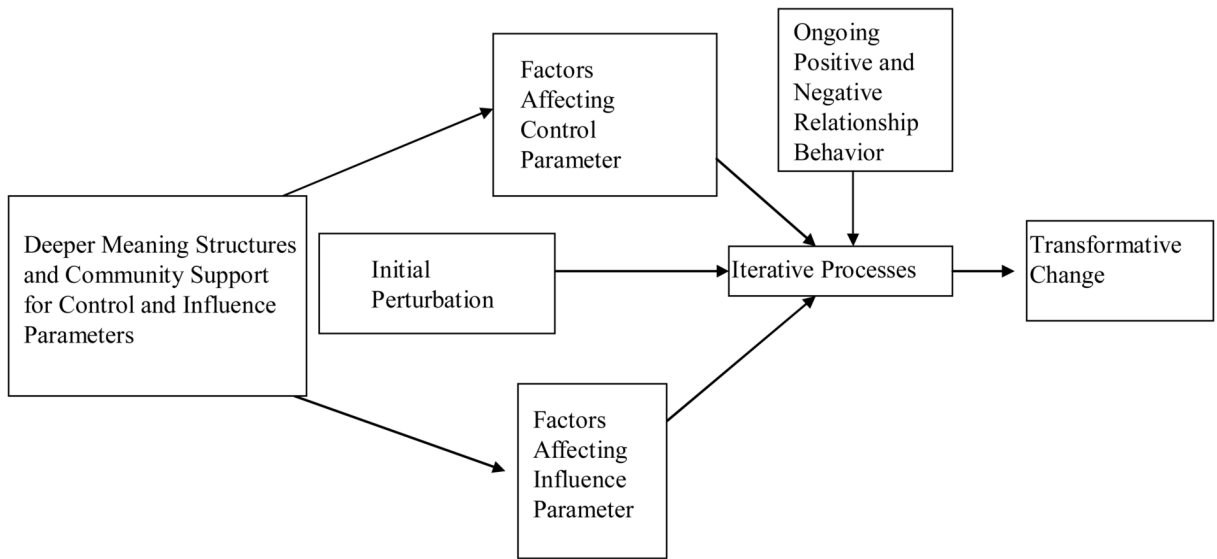 Deeper Meaning Structures
and Community Support
for Control and Influence
Parameters
Factors
Affecting
Control
Parameter
Initial
Perturbation
Factors
Affecting
Influence
Parameter
Ongoing
Positive and
Negative
Relationship
Behavior
Iterative Processes
Transformative
Change